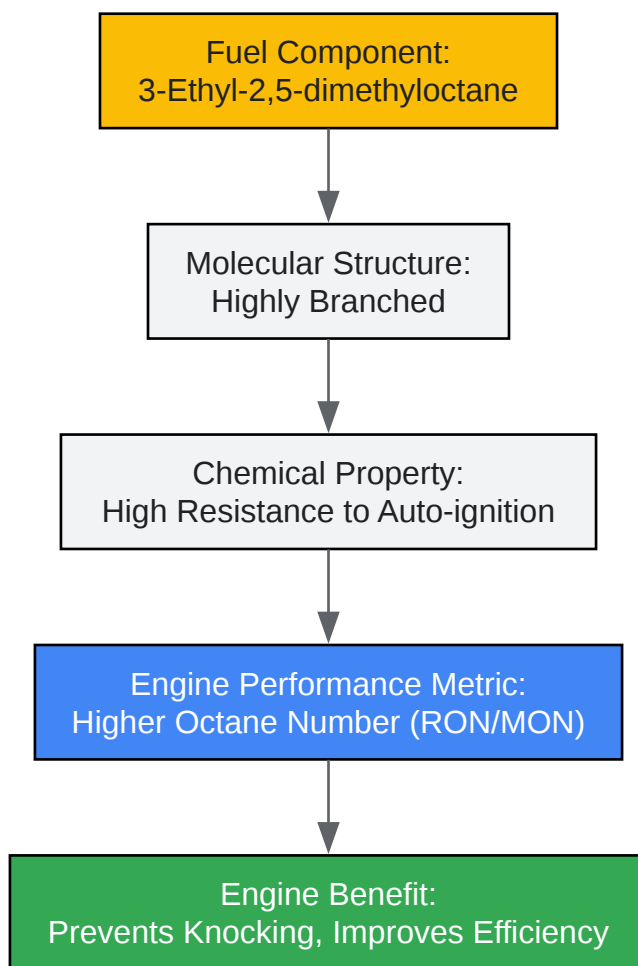 Fuel Component:
3-Ethyl-2,5-dimethyloctane
Molecular Structure:
Highly Branched
Chemical Property:
High Resistance to Auto-ignition
Engine Performance Metric:
Higher Octane Number (RON/MON)
Engine Benefit:
Prevents Knocking, Improves Efficiency